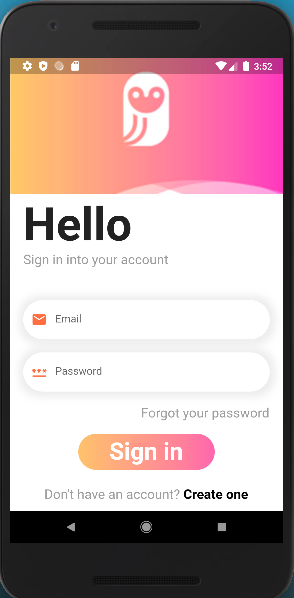 3:52
Hello
Sign in into your account
Email
Password
Forgot your password
Sign in
Don't have an account? Create one